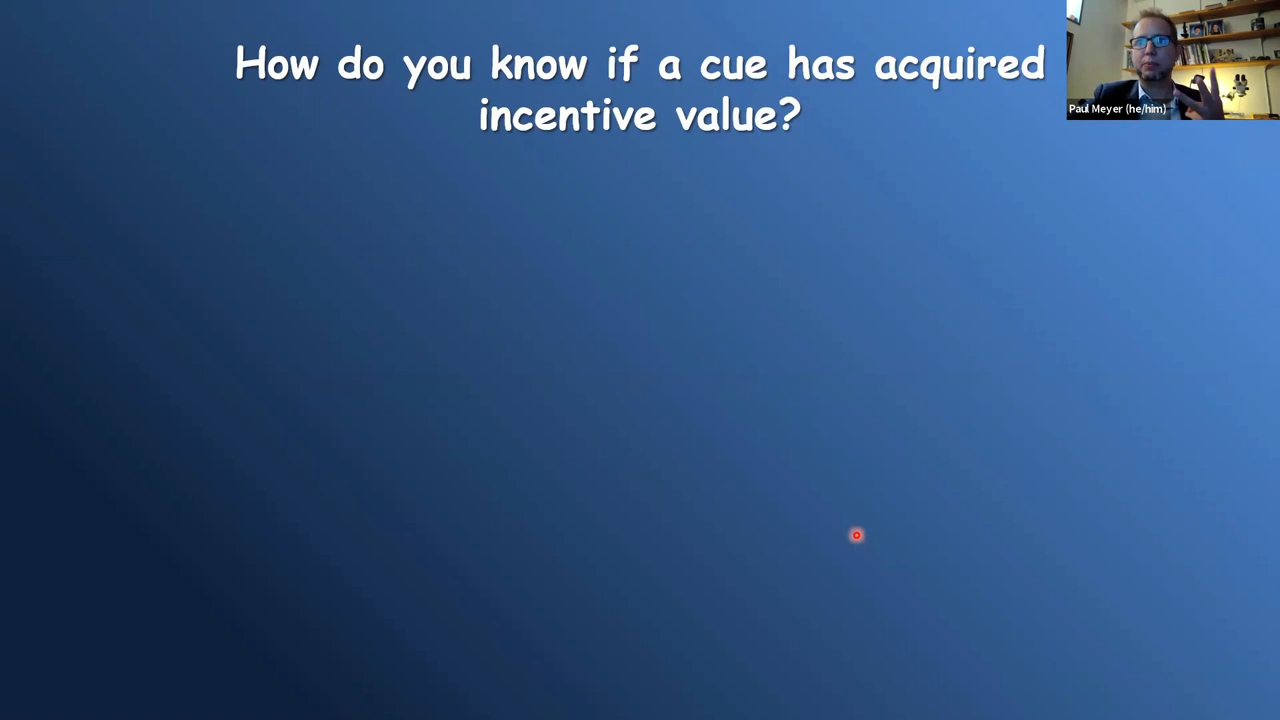 How do you know if a cue has acquired
incentive value?
Paul Meyer (he/him)